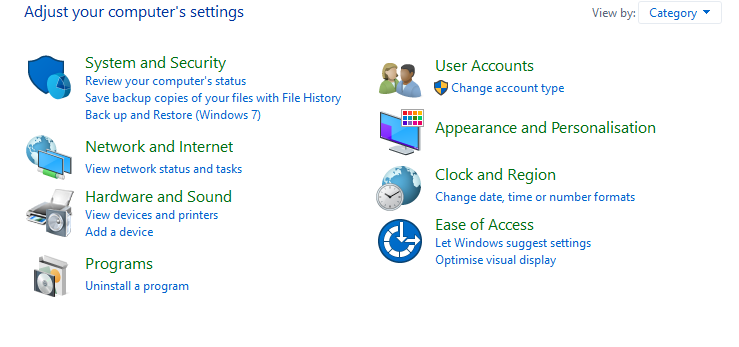 Adjust your computer's settings
View by: Category
System and Security
Review your computer's status
Save backup copies of your files with File History
Back up and Restore (Windows 7)
Network and Internet
View network status and tasks
Hardware and Sound
View devices and printers
Add a device
Programs
Uninstall a program
User Accounts
Change account type
Appearance and Personalisation
Clock and Region
Change date, time or number formats
Ease of Access
Let Windows suggest settings
Optimise visual display